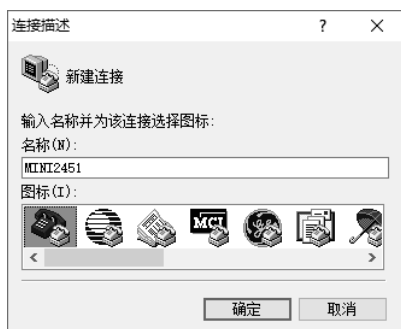 连接描述
?
新建连接
输入名称并为该连接选择图标:
名称(N):
MINI2451
图标(I):
MCI
确定
取消